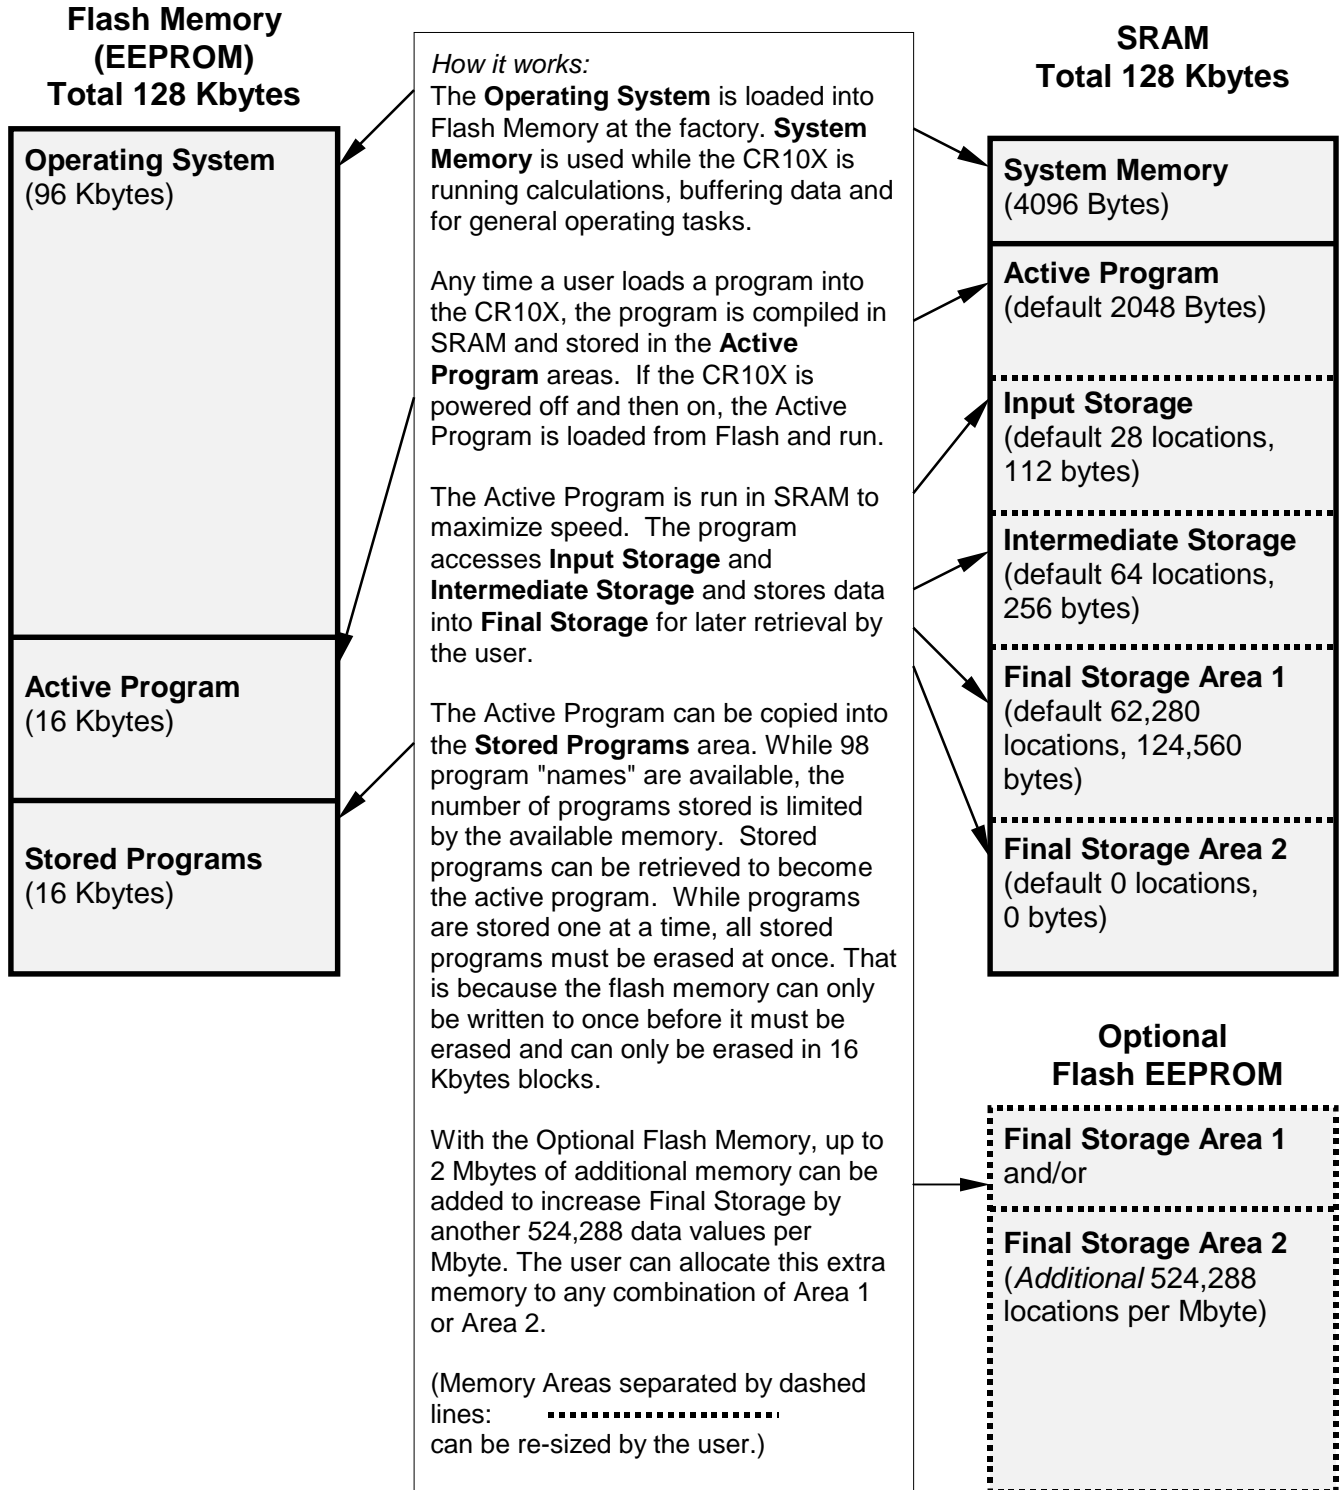 Flash Memory
(EEPROM)
Total 128 Kbytes
Operating System
(96 Kbytes)
Active Program
(16 Kbytes)
Stored Programs
(16 Kbytes)
How it works:
The Operating System is loaded into
Flash Memory at the factory. System
Memory is used while the CR10X is
running calculations, buffering data and
for general operating tasks.
Any time a user loads a program into
the CR10X, the program is compiled in
SRAM and stored in the Active
Program areas.  If the CR10X is
powered off and then on, the Active
Program is loaded from Flash and run.
The Active Program is run in SRAM to
maximize speed.  The program
accesses Input Storage and
Intermediate Storage and stores data
into Final Storage for later retrieval by
the user.
The Active Program can be copied into
the Stored Programs area. While 98
program "names" are available, the
number of programs stored is limited
by the available memory.  Stored
programs can be retrieved to become
the active program.  While programs
are stored one at a time, all stored
programs must be erased at once. That
is because the flash memory can only
be written to once before it must be
erased and can only be erased in 16
Kbytes blocks.
With the Optional Flash Memory, up to
2 Mbytes of additional memory can be
added to increase Final Storage by
another 524,288 data values per
Mbyte. The user can allocate this extra
memory to any combination of Area 1
or Area 2.
(Memory Areas separated by dashed
lines:
can be re-sized by the user.)
SRAM
Total 128 Kbytes
System Memory
(4096 Bytes)
Active Program
(default 2048 Bytes)
Input Storage
(default 28 locations,
112 bytes)
Intermediate Storage
(default 64 locations,
256 bytes)
Final Storage Area 1
(default 62,280
locations, 124,560
bytes)
Final Storage Area 2
(default 0 locations,
0 bytes)
Optional
Flash EEPROM
Final Storage Area 1
and/or
Final Storage Area 2
(Additional 524,288
locations per Mbyte)